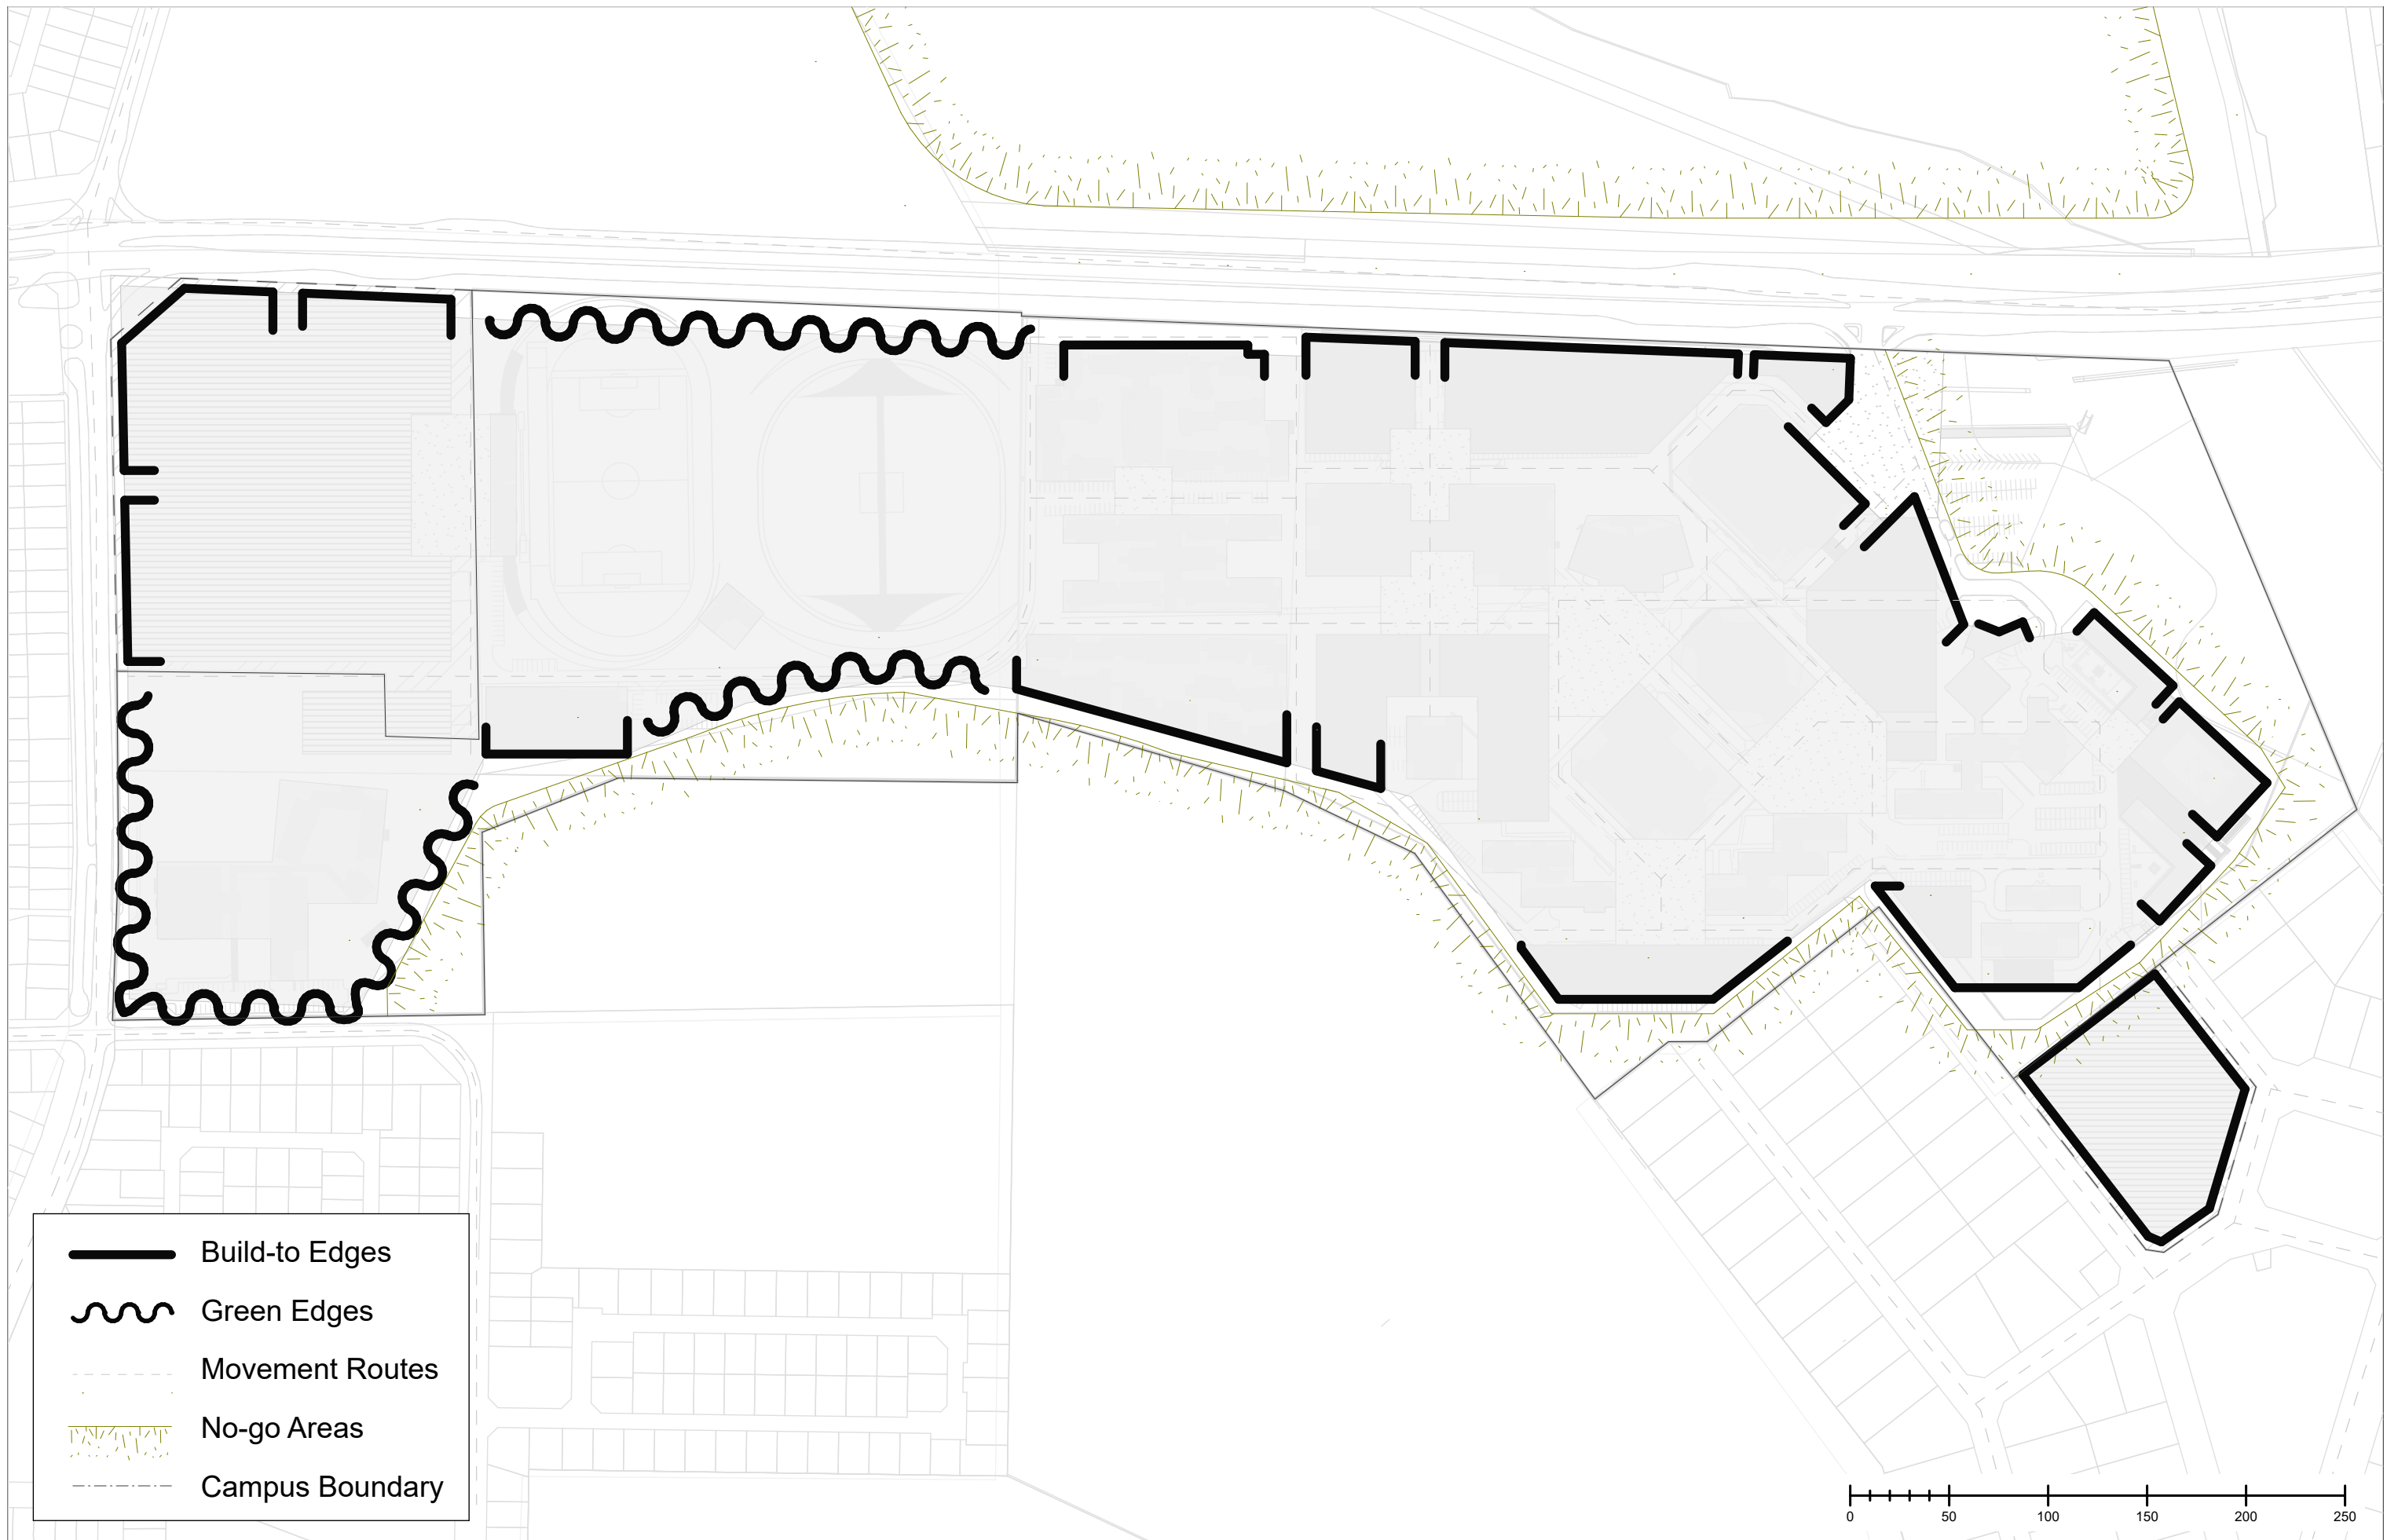 Build-to Edges
Green Edges
Movement Routes
No-go Areas
Campus Boundary
0 50 100 150 200 250